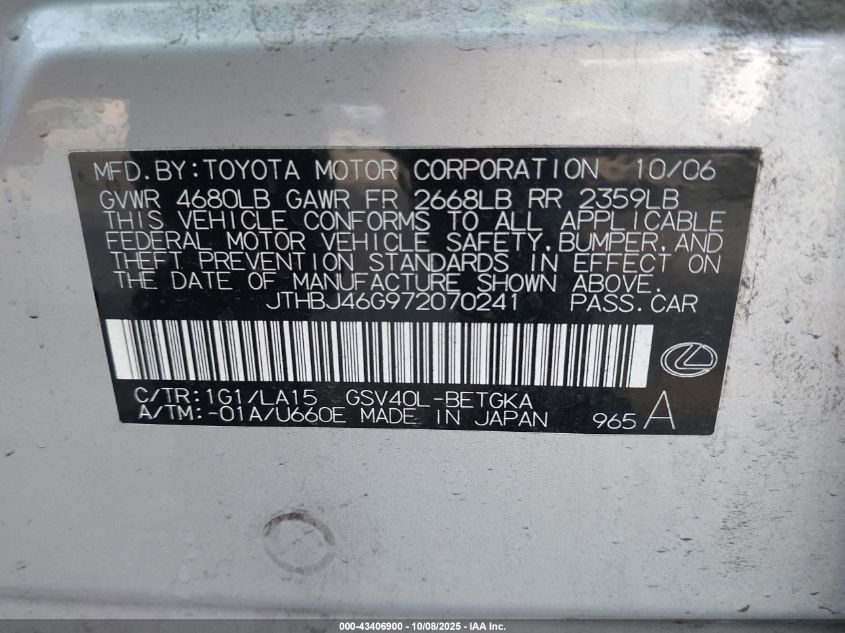 MFD.BY:TOYOTA MOTOR CORPORATION 10/06
GVWR 4680LB GAWR FR 2668LB RR 2359LB
THIS VEHICLE CONFORMS TO ALL APPLICABLE
FEDERAL MOTOR VEHICLE SAFETY,BUMPER,AND
THEFT PREVENTION STANDARDS IN EFFECT ON
THE DATE OF MANUFACTURE SHOWN ABOVE.
JTHBJ46G972070241 PASS.CAR
C/TR:1G1/LA15 GSV40L-BETGKA
A/TM:-01A/U660E MADE IN JAPAN 965 A
000-43406900 - 10/08/2025 - IAA Inc.